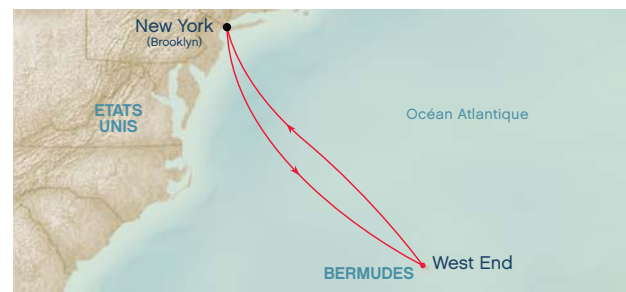 New York
(Brooklyn)
ETATS
UNIS
Océan Atlantique
West End
BERMUDES